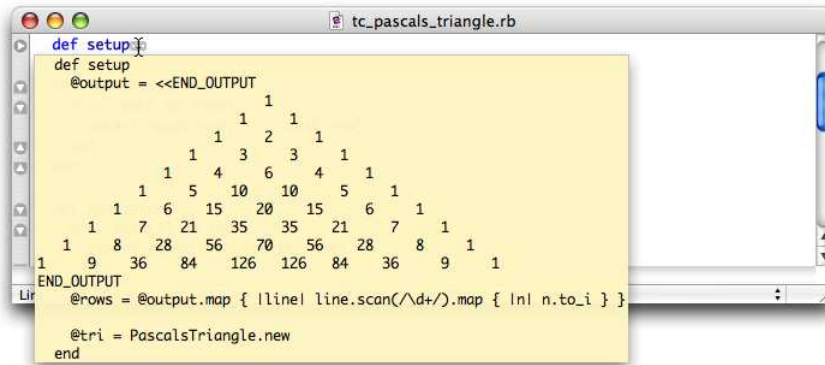 tc_pascals_triangle.rb
def setup
def setup
@output = <<END_OUTPUT
1
1 1
1 2 1
1 3 3 1
1 4 6 4 1
1 5 10 10 5 1
1 6 15 20 15 6 1
1 7 21 35 35 21 7 1
1 8 28 56 70 56 28 8 1
1 9 36 84 126 126 84 36 9 1
END_OUTPUT
@rows = @output.map { |line| line.scan(/\d+/).map { |n| n.to_i } }
@tri = PascalsTriangle.new
end